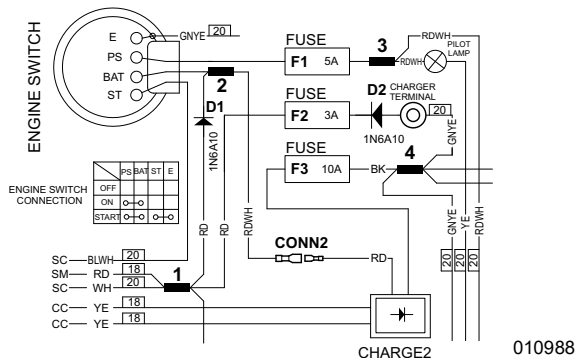 ENGINE SWITCH
E
PS
BAT
ST
GNYE
20
2
FUSE
F1 5A
3
RDWH
RDWH
PILOT
LAMP
D1
1N6A10
FUSE
F2 3A
D2
1N6A10
CHARGER
TERMINAL
20
GNYE
FUSE
F3 10A
BK
4
ENGINE SWITCH
CONNECTION
PS BAT ST E
OFF
ON
START
RD
RD
RDWH
GNYE
YE
RDWH
20
20
20
CONN2
RD
SC BLWH 20
SM RD 18
SC WH 20
1
CC YE 18
CC YE 18
CHARGE2
010988